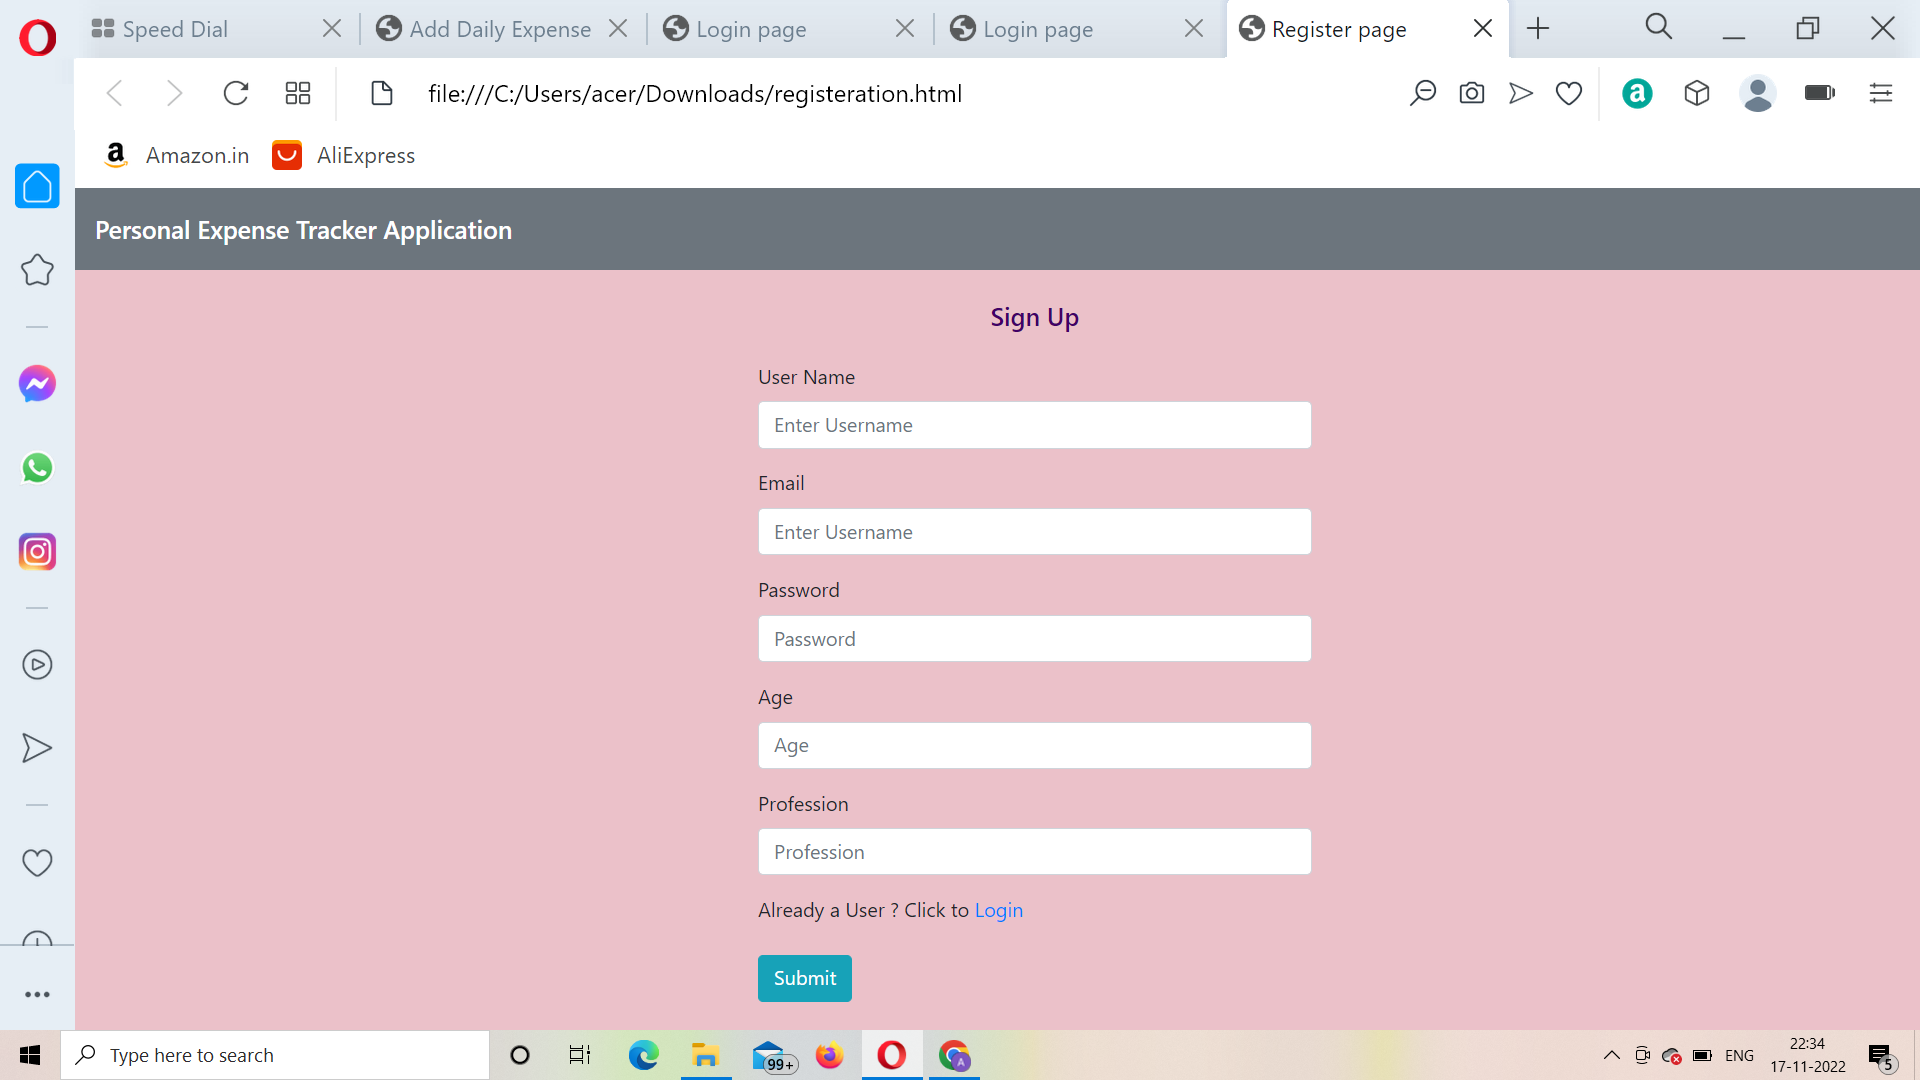 Speed Dial
Add Daily Expense
Login page
Login page
Register page
file:///C:/Users/acer/Downloads/registeration.html
a
a
Amazon.in
AliExpress
Personal Expense Tracker Application
Sign Up
User Name
Enter Username
Email
Enter Username
Password
Password
Age
Age
Profession
Profession
Already a User ? Click to Login
Submit
Type here to search
99+
A
ENG
22:34
17-11-2022
5